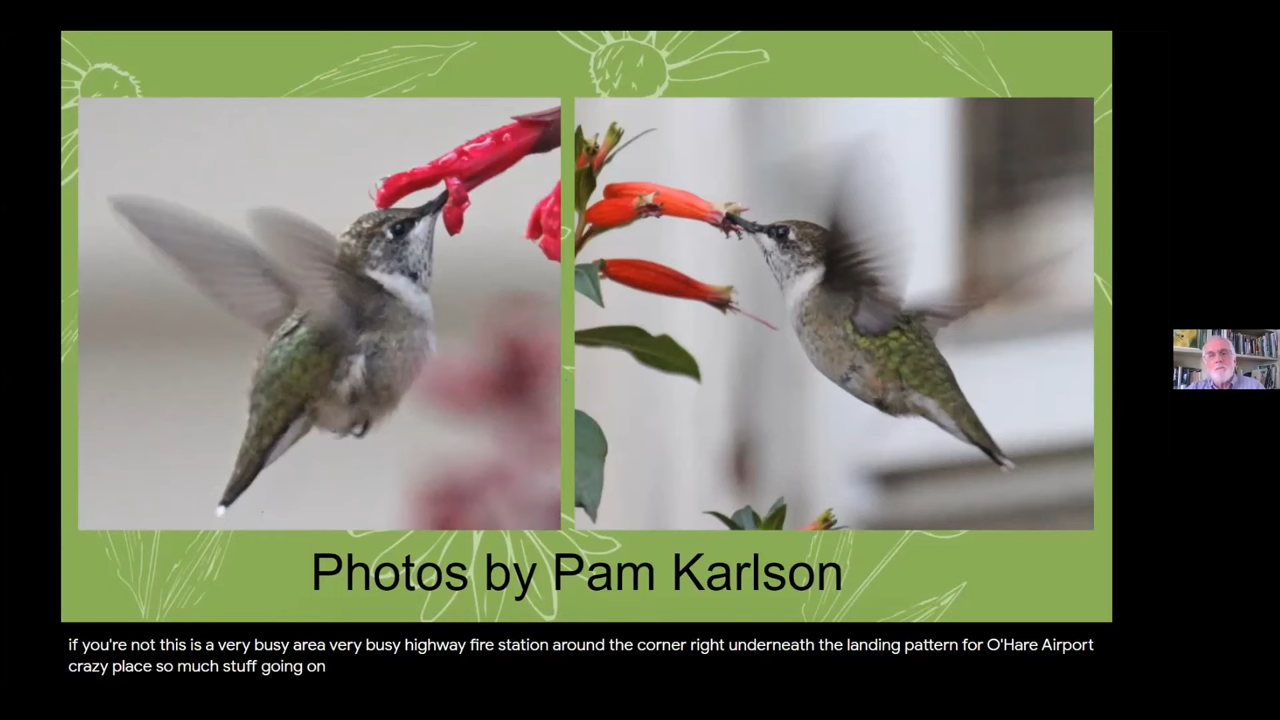 Photos by Pam Karlson
if you're not this is a very busy area very busy highway fire station around the corner right underneath the landing pattern for O'Hare Airport
crazy place so much stuff going on